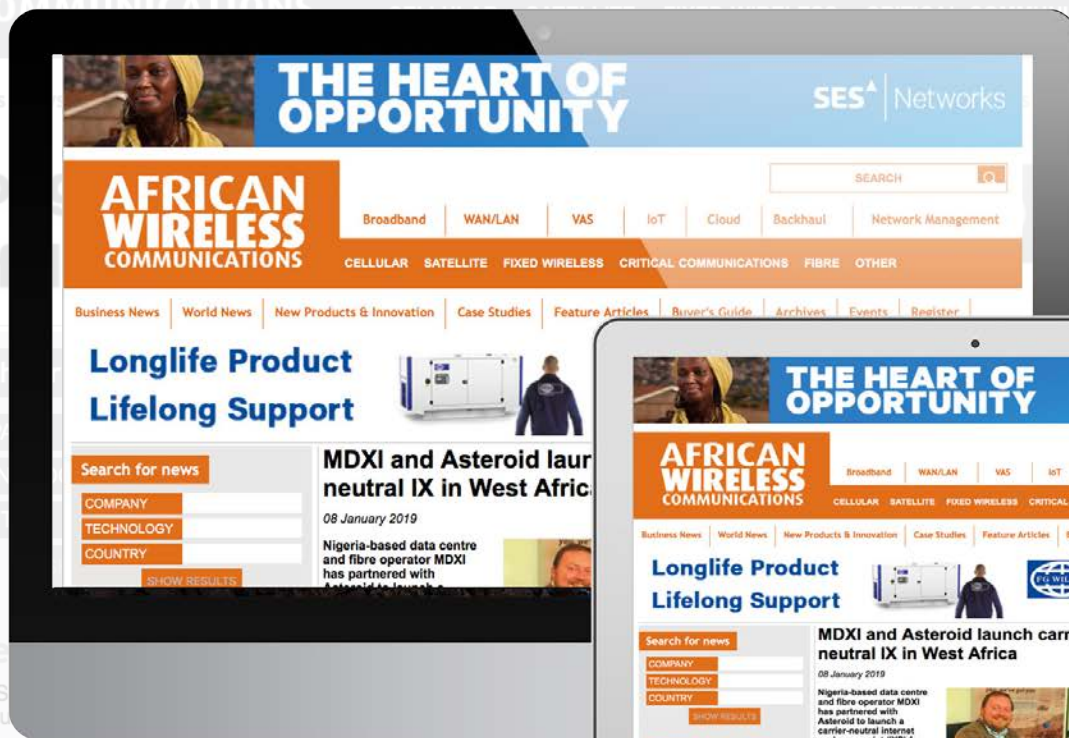 THE HEART OF
OPPORTUNITY
SES▲ Networks
AFRICAN
WIRELESS
COMMUNICATIONS
SEARCH
Broadband WAN/LAN VAS IoT Cloud Backhaul Network Management
CELLULAR SATELLITE FIXED WIRELESS CRITICAL COMMUNICATIONS FIBRE OTHER
Business News World News New Products & Innovation Case Studies Feature Articles Buyer's Guide Archives Events Register
Longlife Product
Lifelong Support
Search for news
COMPANY
TECHNOLOGY
COUNTRY
SHOW RESULTS
MDXI and Asteroid laun
neutral IX in West Afric
08 January 2019
Nigeria-based data centre
and fibre operator MDXI
has partnered with
Asteroid to launch a
THE HEART OF
OPPORTUNITY
AFRICAN
WIRELESS
COMMUNICATIONS
Broadband WAN/LAN VAS IoT
CELLULAR SATELLITE FIXED WIRELESS CRITICAL
Business News World News New Products & Innovation Case Studies Feature Articles
Longlife Product
Lifelong Support
FG WIL
Search for news
COMPANY
TECHNOLOGY
COUNTRY
SHOW RESULTS
MDXI and Asteroid launch carr
neutral IX in West Africa
08 January 2019
Nigeria-based data centre
and fibre operator MDXI
has partnered with
Asteroid to launch a
carrier-neutral internet